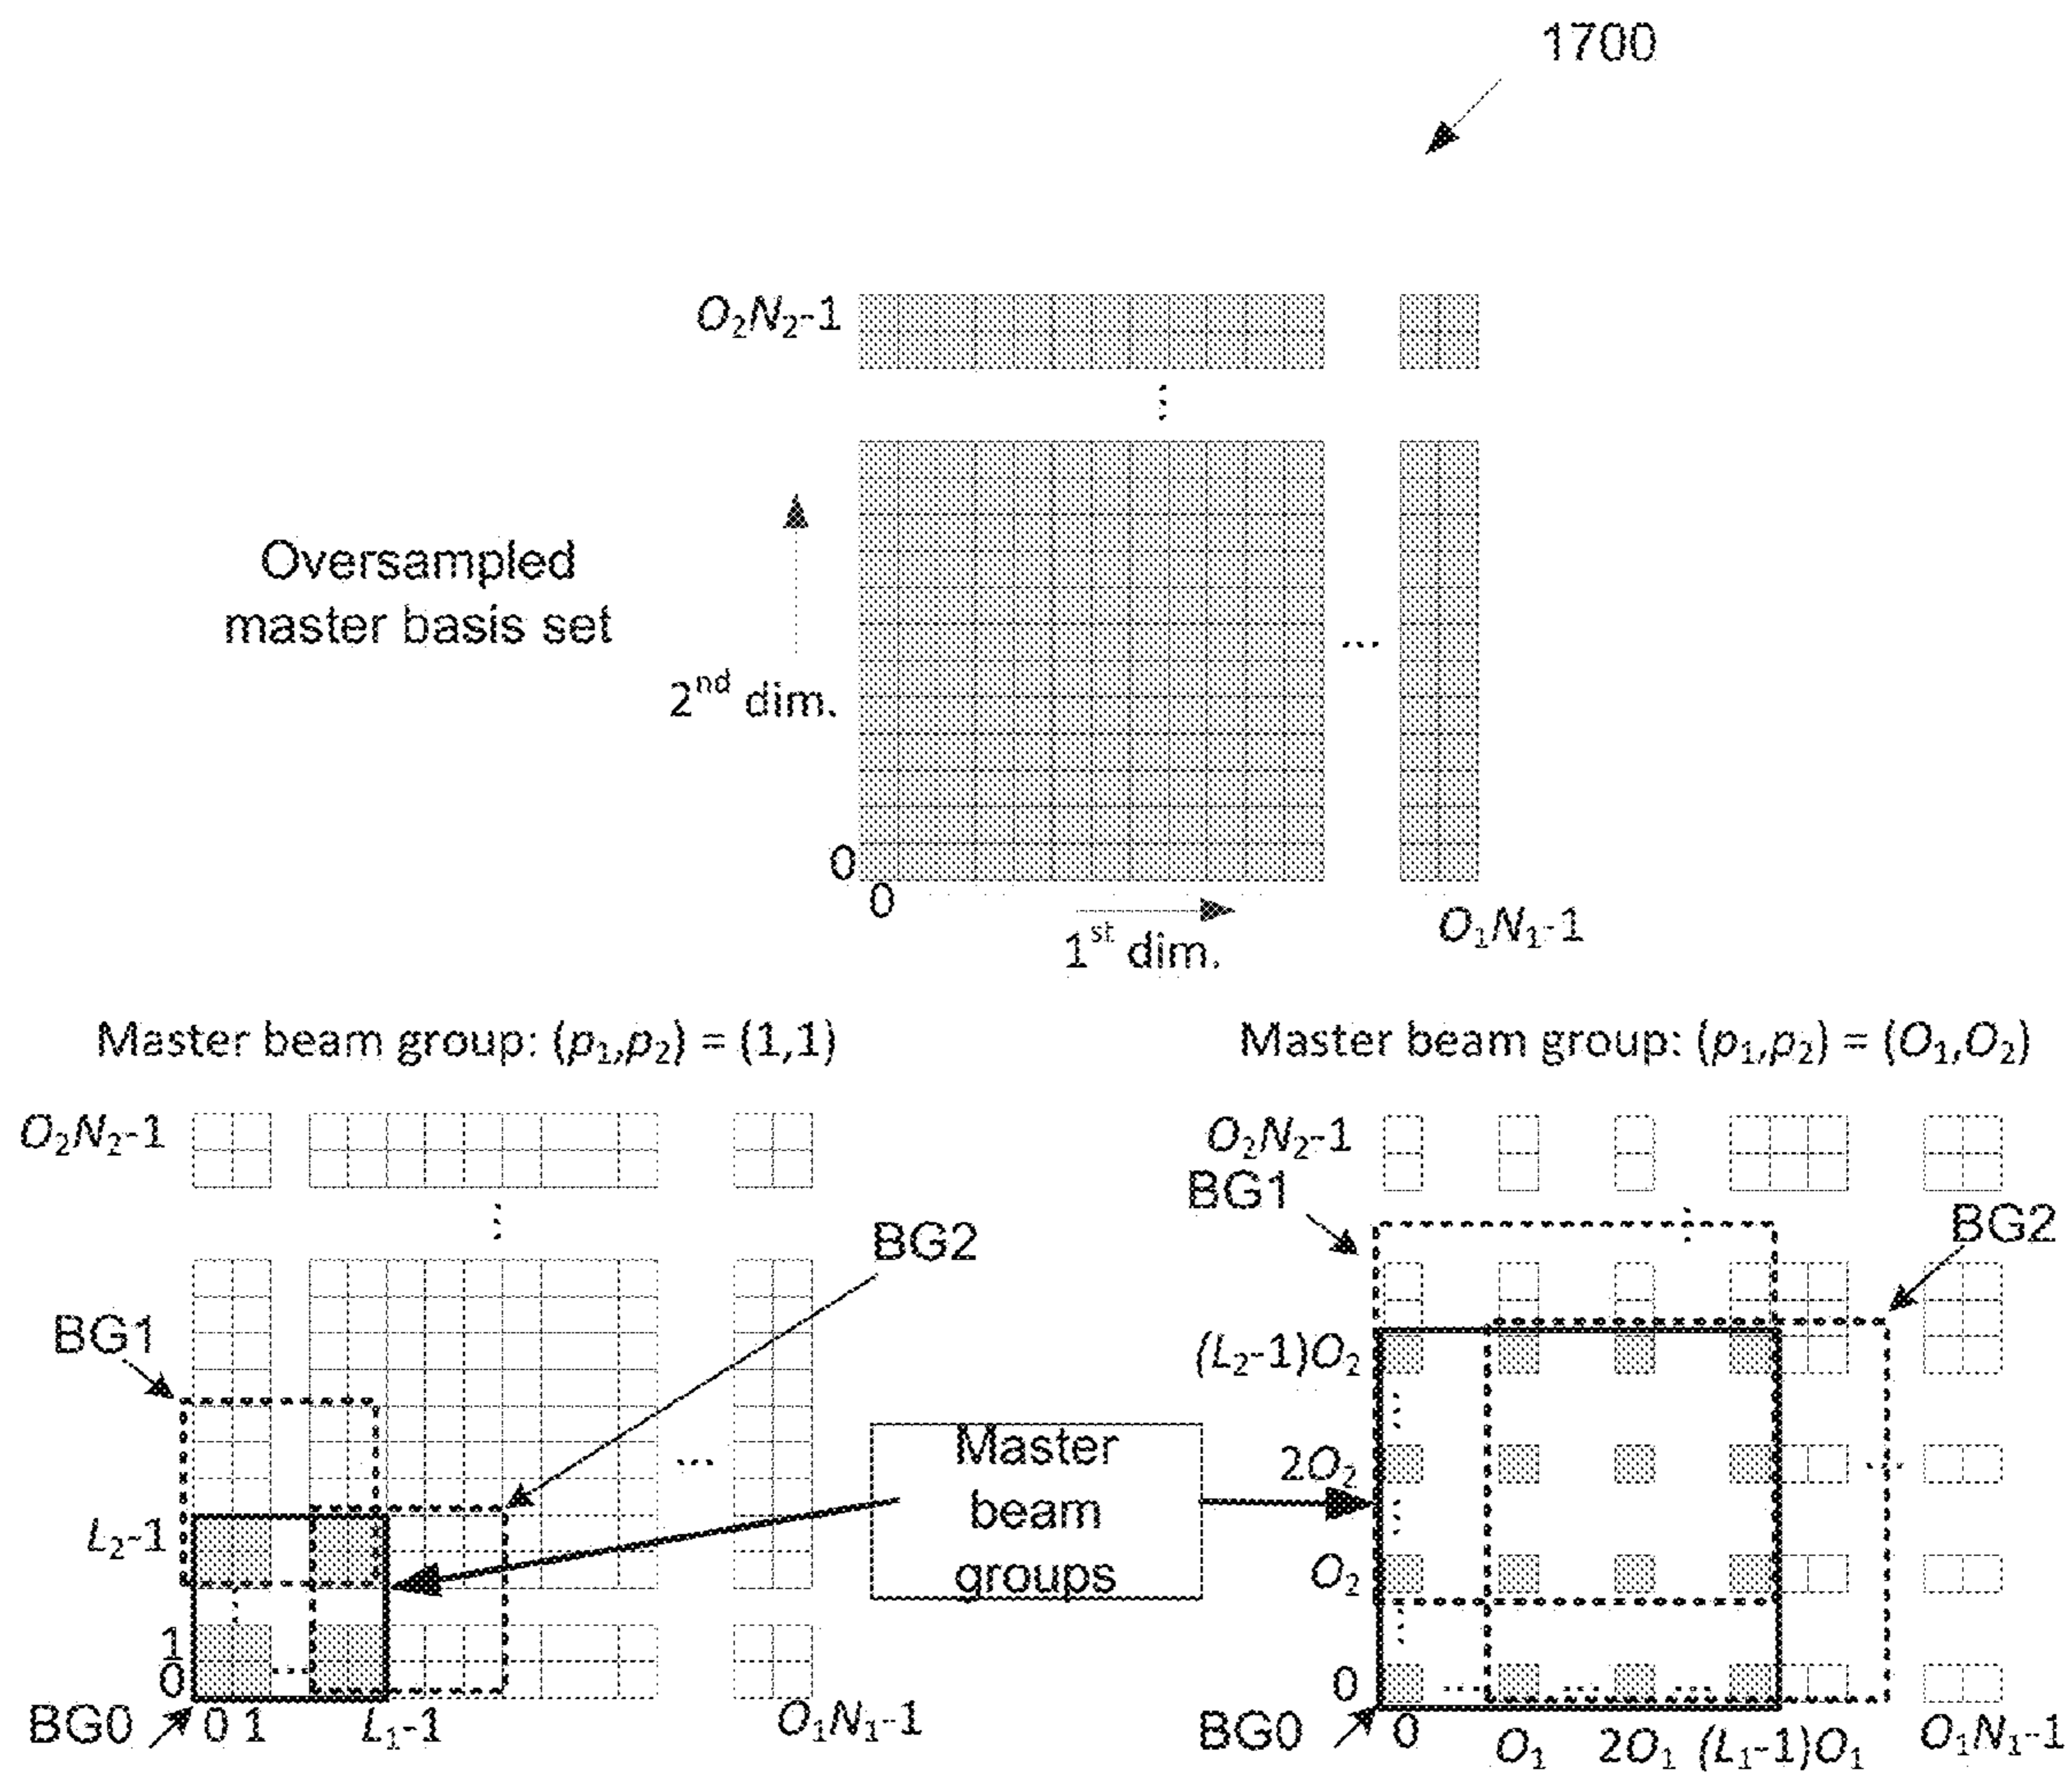 1700
O₂N₂-1
⋮
Oversampled
master basis set
2ⁿᵈ dim.
...
0
0
1ˢᵗ dim.
O₁N₁-1
Master beam group: (p₁,p₂) = (1,1)
O₂N₂-1
⋮
BG2
BG1
...
L₂-1
⋮
1
0
...
BG0
0 1
L₁-1
O₁N₁-1
Master
beam
groups
Master beam group: (p₁,p₂) = (O₁,O₂)
O₂N₂-1
BG1
⋮
BG2
(L₂-1)O₂
⋮
2O₂
...
⋮
O₂
⋮
0
... ... ...
BG0
0
O₁
2O₁
(L₁-1)O₁
O₁N₁-1